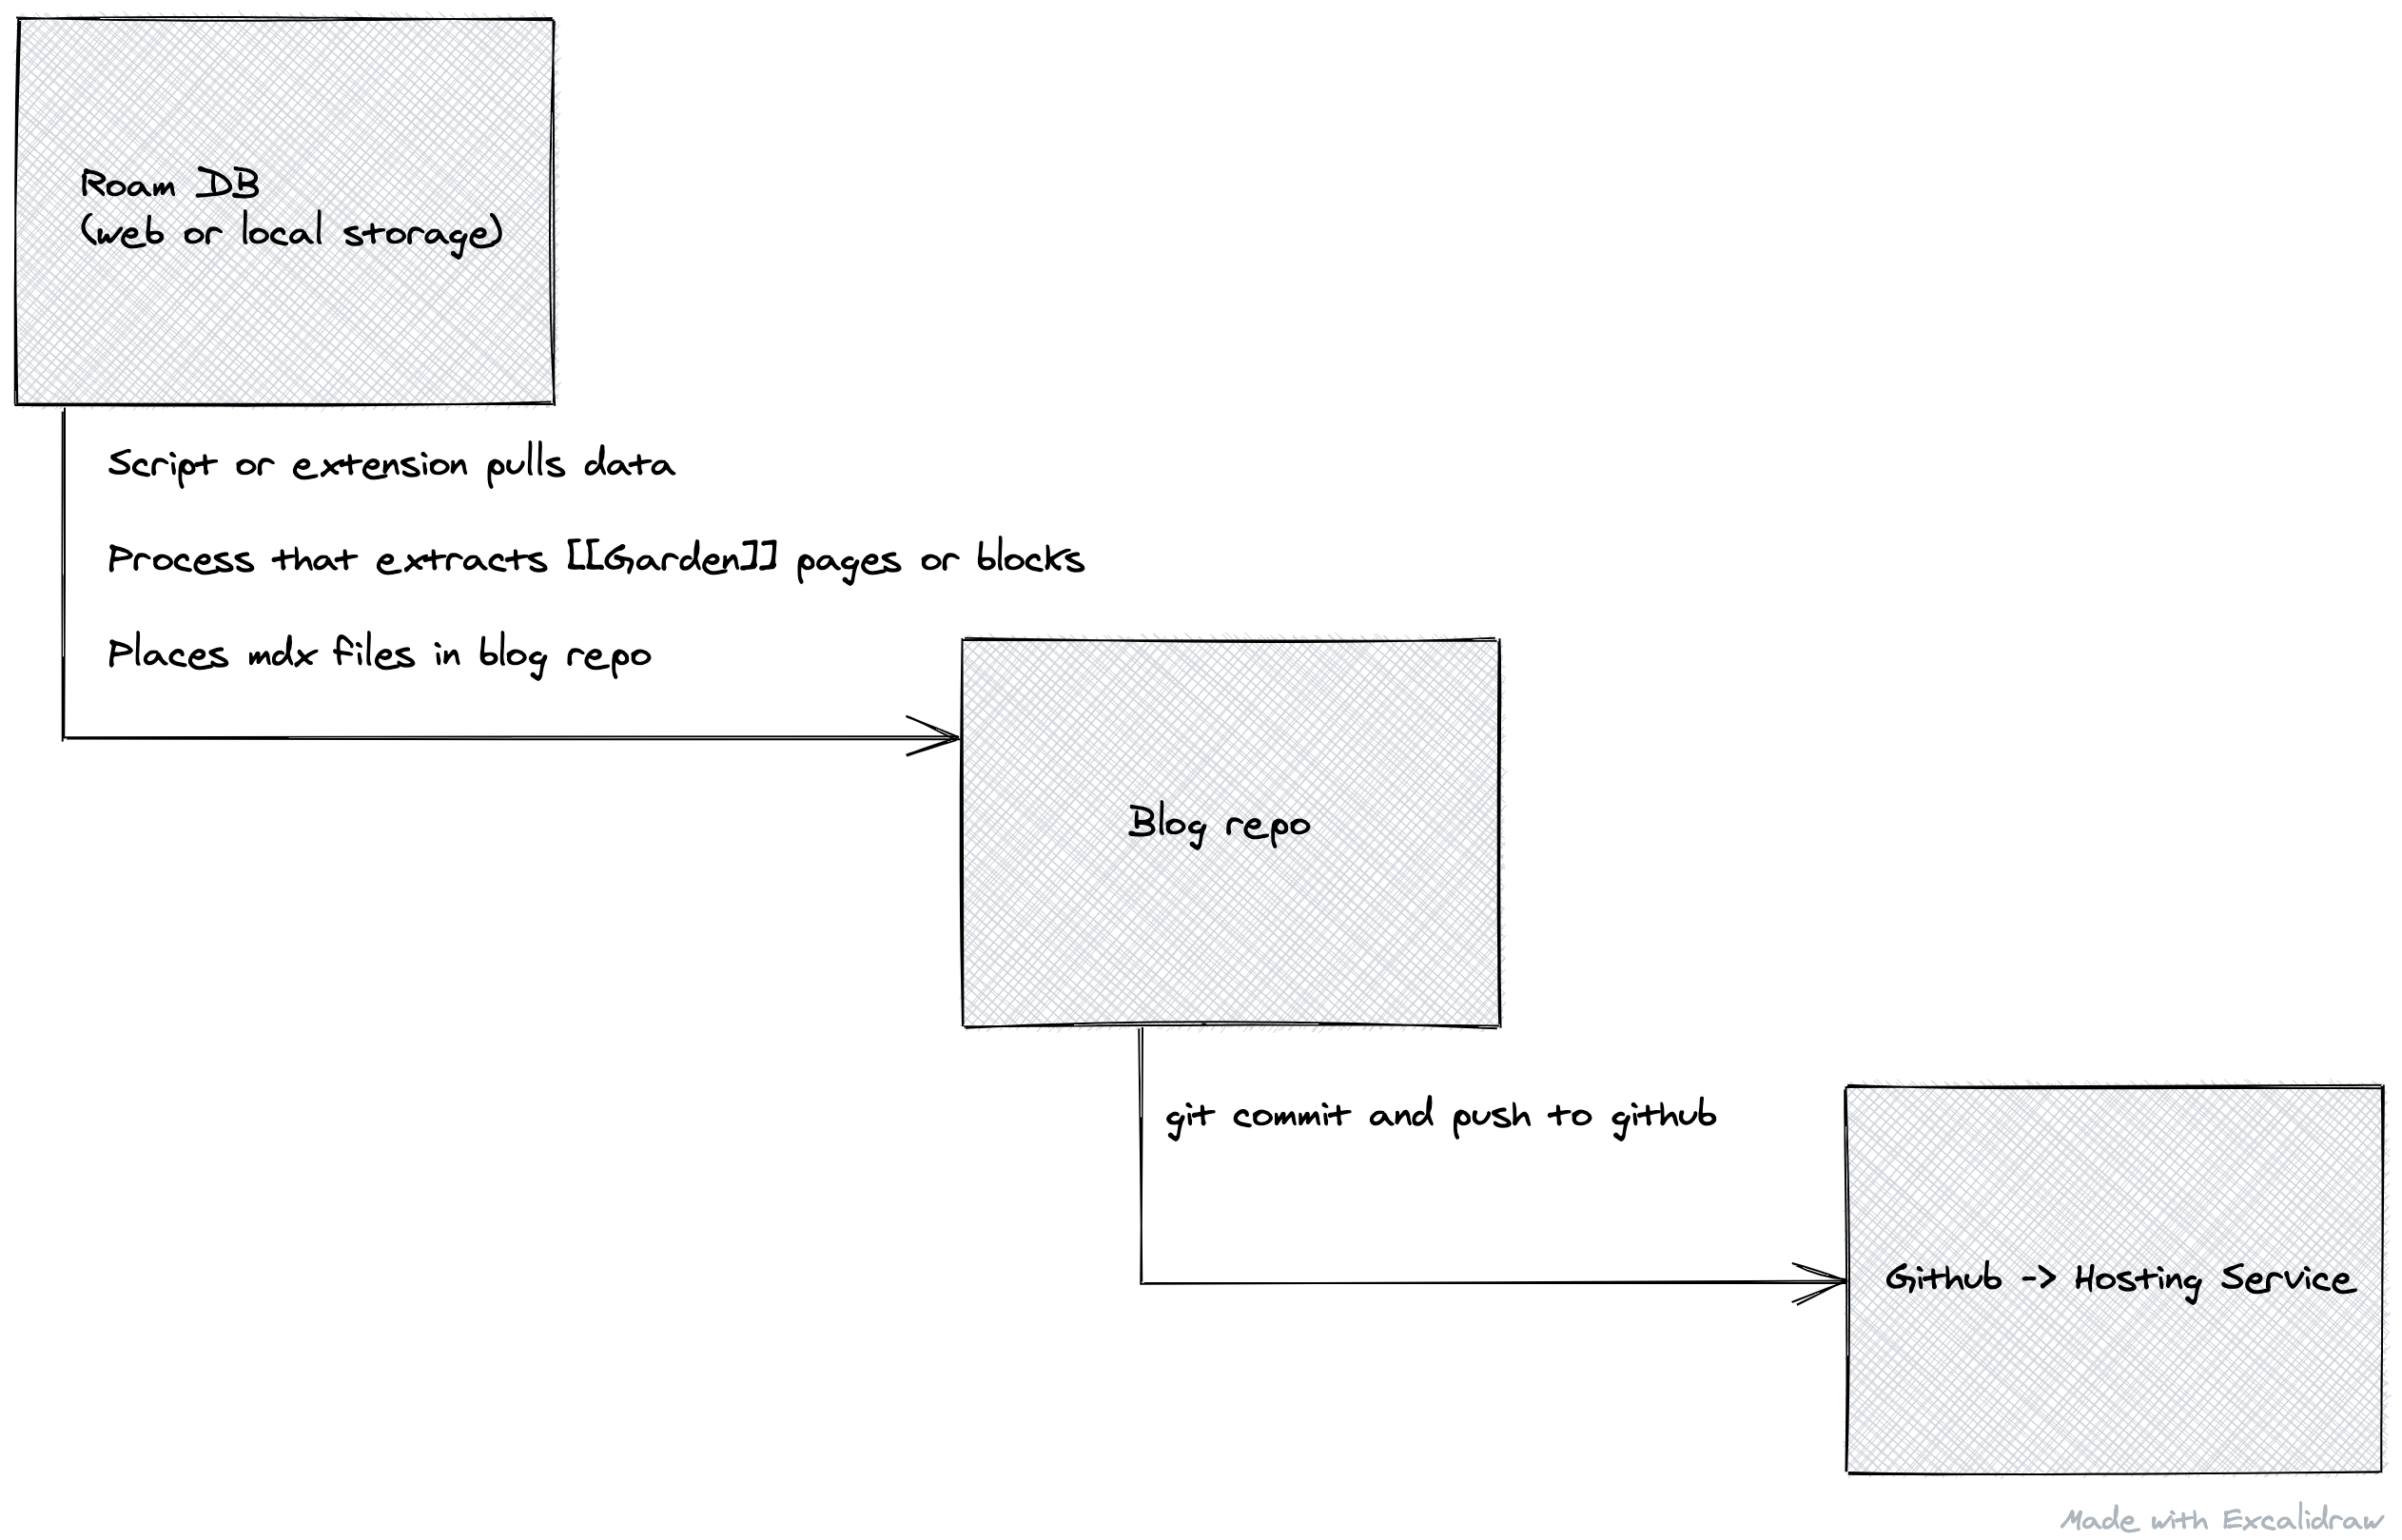 Roam DB
(web or local storage)
Script or extension pulls data
Process that extracts [[Garden]] pages or blocks
Places mdx files in blog repo
Blog repo
git commit and push to github
Github -> Hosting Service
Made with Excalidraw